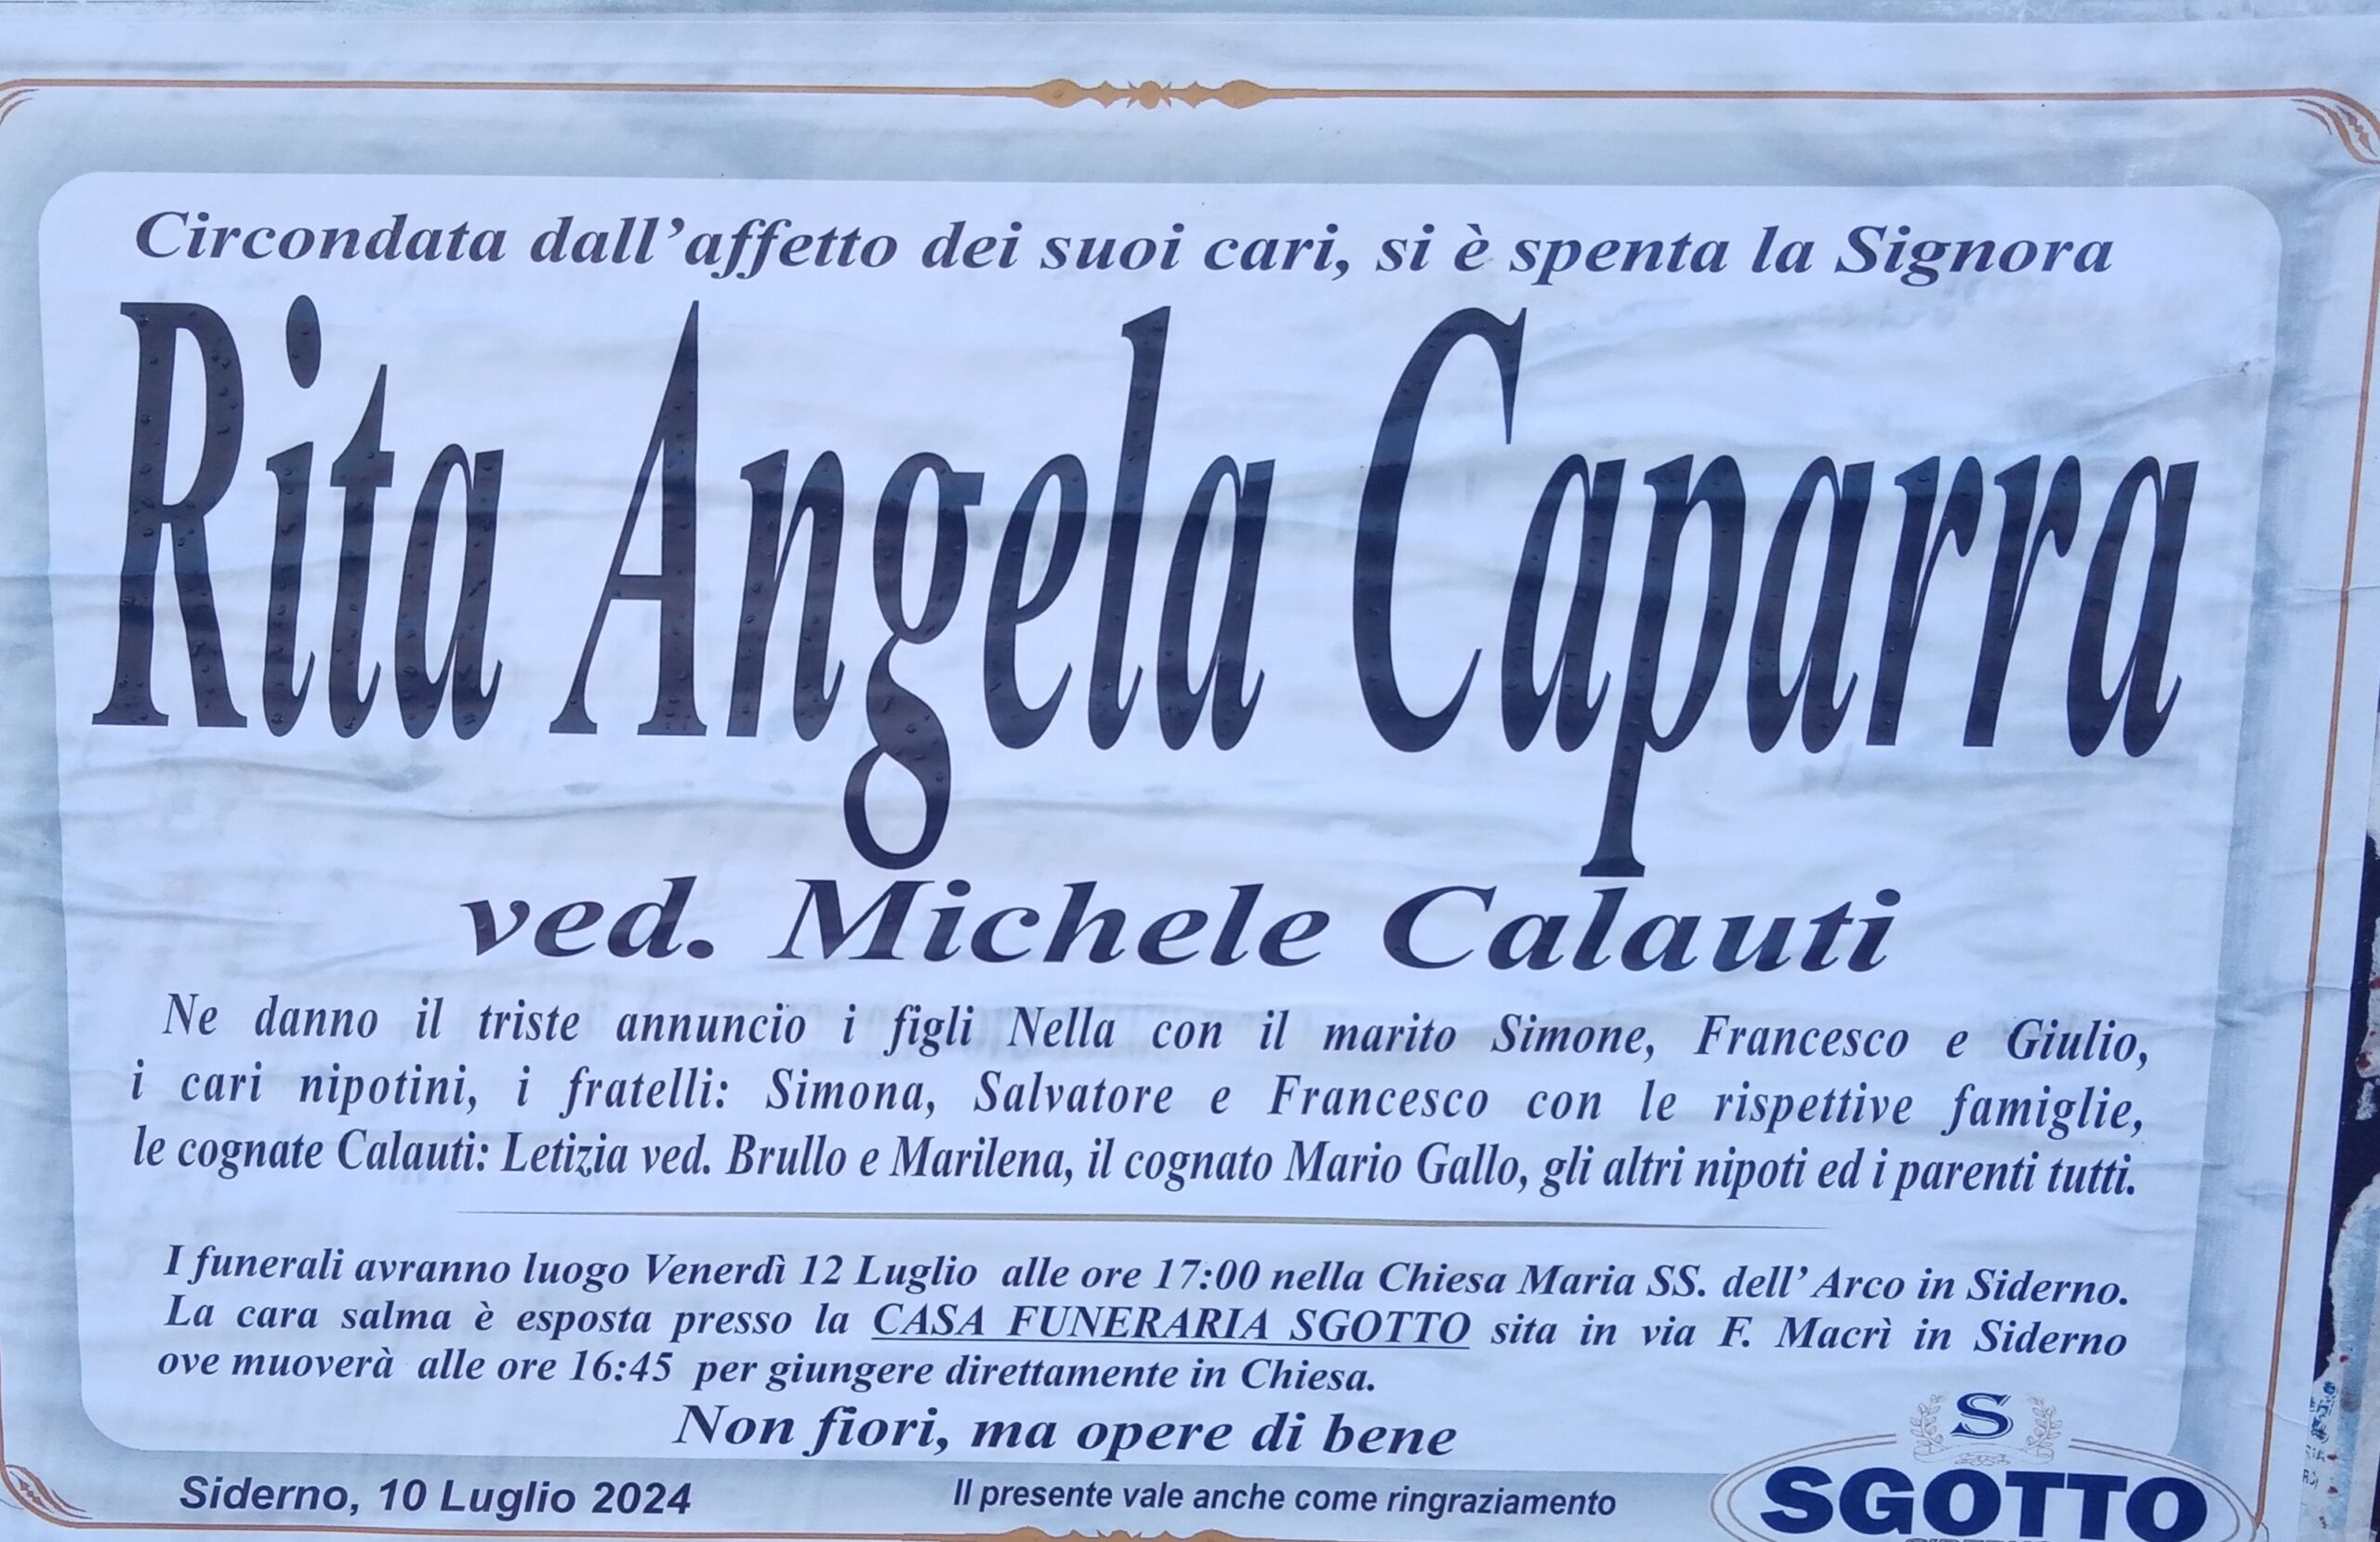 Circondata dall’affetto dei suoi cari, si è spenta la Signora
Rita Angela Caparra
ved. Michele Calauti
Ne danno il triste annuncio i figli Nella con il marito Simone, Francesco e Giulio,
i cari nipotini, i fratelli: Simona, Salvatore e Francesco con le rispettive famiglie,
le cognate Calauti: Letizia ved. Brullo e Marilena, il cognato Mario Gallo, gli altri nipoti ed i parenti tutti.
I funerali avranno luogo Venerdì 12 Luglio alle ore 17:00 nella Chiesa Maria SS. dell’ Arco in Siderno.
La cara salma è esposta presso la CASA FUNERARIA SGOTTO sita in via F. Macrì in Siderno
ove muoverà alle ore 16:45 per giungere direttamente in Chiesa.
Non fiori, ma opere di bene
Siderno, 10 Luglio 2024
Il presente vale anche come ringraziamento
S
SGOTTO